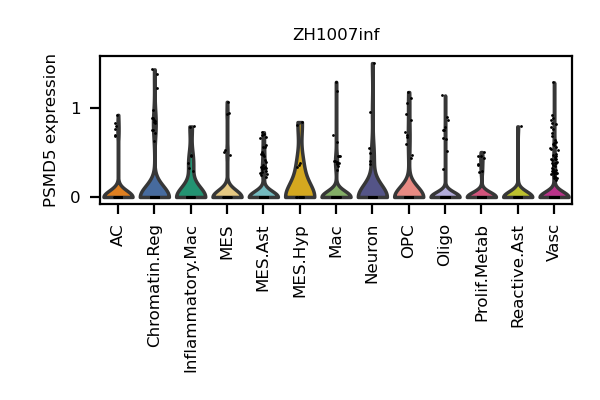 ZH1007inf
PSMD5 expression
1
0
AC
Chromatin.Reg
Inflammatory.Mac
MES
MES.Ast
MES.Hyp
Mac
Neuron
OPC
Oligo
Prolif.Metab
Reactive.Ast
Vasc